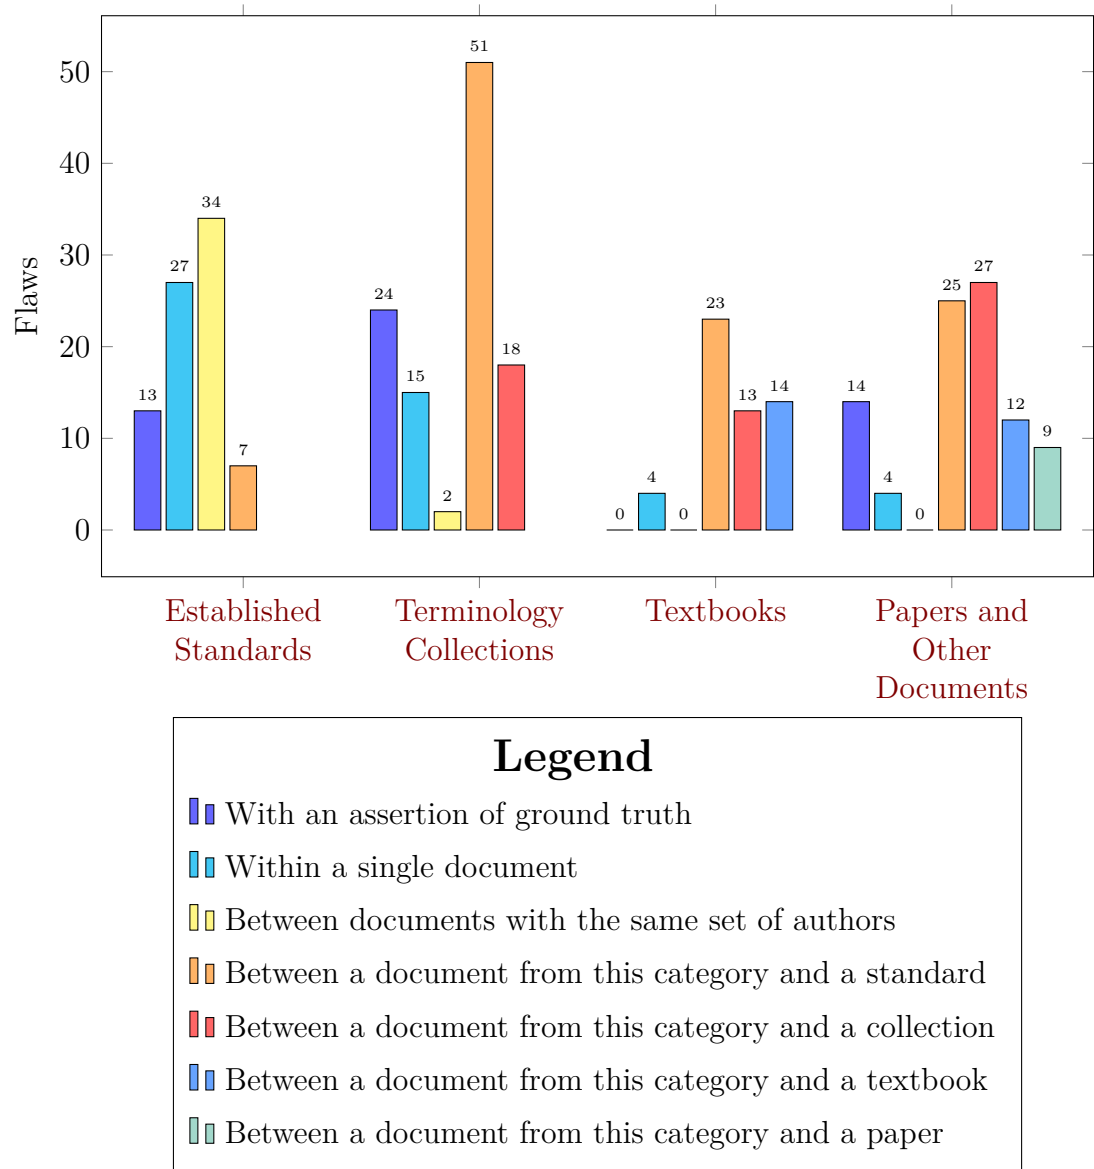 51
50
40
34
30
27
27
25
24
23
20
18
15
14
14
13
13
12
10
9
7
4
4
2
0
0
0
0
Flaws
Established
Standards
Terminology
Collections
Textbooks
Papers and
Other
Documents
Legend
With an assertion of ground truth
Within a single document
Between documents with the same set of authors
Between a document from this category and a standard
Between a document from this category and a collection
Between a document from this category and a textbook
Between a document from this category and a paper